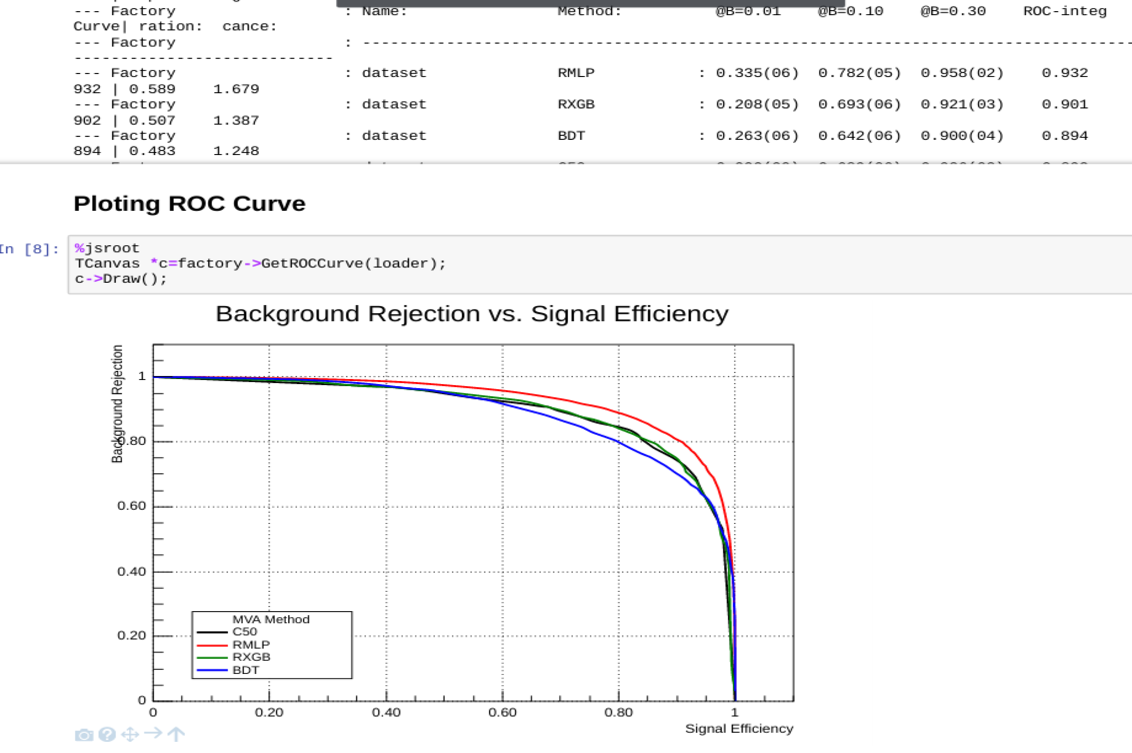 --- Factory : Name: Method: @B=0.01 @B=0.10 @B=0.30 ROC-integ
Curve| ration: cance:
--- Factory : --------------------------------------------------------------
-----------------------------
--- Factory : dataset RMLP : 0.335(06) 0.782(05) 0.958(02) 0.932
932 | 0.589 1.679
--- Factory : dataset RXGB : 0.208(05) 0.693(06) 0.921(03) 0.901
902 | 0.507 1.387
--- Factory : dataset BDT : 0.263(06) 0.642(06) 0.900(04) 0.894
894 | 0.483 1.248
Ploting ROC Curve
In [8]:
%jsroot
TCanvas *c=factory->GetROCCurve(loader);
c->Draw();
Background Rejection vs. Signal Efficiency
Background Rejection
1
0.80
0.60
0.40
0.20
0
MVA Method
C50
RMLP
RXGB
BDT
0 0.20 0.40 0.60 0.80 1
Signal Efficiency